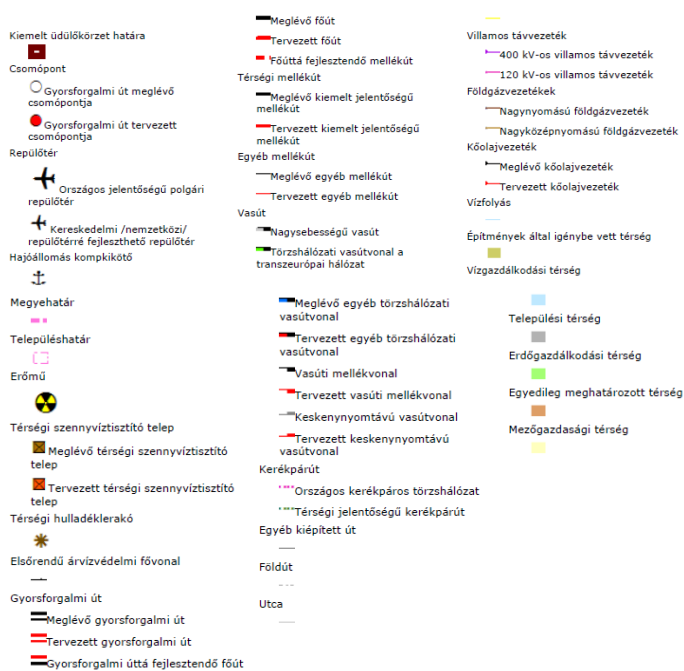 Kiemelt üdülőkörzet határa
Csomópont
Gyorsforgalmi út meglévő
csomópontja
Gyorsforgalmi út tervezett
csomópontja
Repülőtér
Országos jelentőségű polgári
repülőtér
Kereskedelmi /nemzetközi/
repülőtérré fejleszthető repülőtér
Hajóállomás kompkikötő
Megyehatár
Településhatár
Erőmű
Térségi szennyvíztisztító telep
Meglévő térségi szennyvíztisztító
telep
Tervezett térségi szennyvíztisztító
telep
Térségi hulladéklerakó
Elsőrendű árvízvédelmi fővonal
Gyorsforgalmi út
Meglévő gyorsforgalmi út
Tervezett gyorsforgalmi út
Gyorsforgalmi úttá fejlesztendő főút
Meglévő főút
Tervezett főút
Főúttá fejlesztendő mellékút
Térségi mellékút
Meglévő kiemelt jelentőségű
mellékút
Tervezett kiemelt jelentőségű
mellékút
Egyéb mellékút
Meglévő egyéb mellékút
Tervezett egyéb mellékút
Vasút
Nagysebességű vasút
Törzshálózati vasútvonal a
transzeurópai hálózat
Meglévő egyéb törzshálózati
vasútvonal
Tervezett egyéb törzshálózati
vasútvonal
Vasúti mellékvonal
Tervezett vasúti mellékvonal
Keskenynyomtávú vasútvonal
Tervezett keskenynyomtávú
vasútvonal
Kerékpárút
Országos kerékpáros törzshálózat
Térségi jelentőségű kerékpárút
Egyéb kiépített út
Földút
Utca
Villamos távvezeték
400 kV-os villamos távvezeték
120 kV-os villamos távvezeték
Földgázvezetékek
Nagynyomású földgázvezeték
Nagyközépnyomású földgázvezeték
Kőolajvezeték
Meglévő kőolajvezeték
Tervezett kőolajvezeték
Vízfolyás
Építmények által igénybe vett térség
Vízgazdálkodási térség
Települési térség
Erdőgazdálkodási térség
Egyedileg meghatározott térség
Mezőgazdasági térség